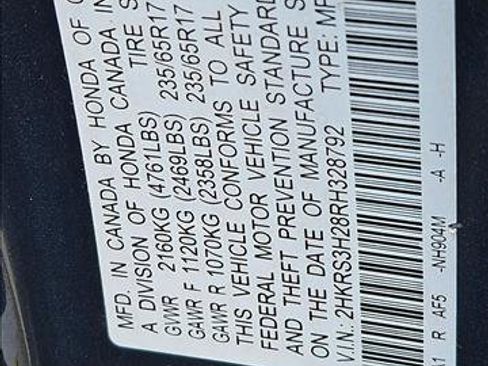 MFD. IN CANADA BY HONDA OF
A DIVISION OF HONDA CANADA IN
TIRE S
GVWR 2160KG (4761LBS)
GAWR F 1120KG (2469LBS) 235/65R17
GAWR R 1070KG (2358LBS) 235/65R17
THIS VEHICLE CONFORMS TO ALL
FEDERAL MOTOR VEHICLE SAFETY
AND THEFT PREVENTION STANDARD
ON THE DATE OF MANUFACTURE S
V.I.N.: 2HKRS3H28RH328792 TYPE: MP
A1 R AF5 -NH904M -A -H